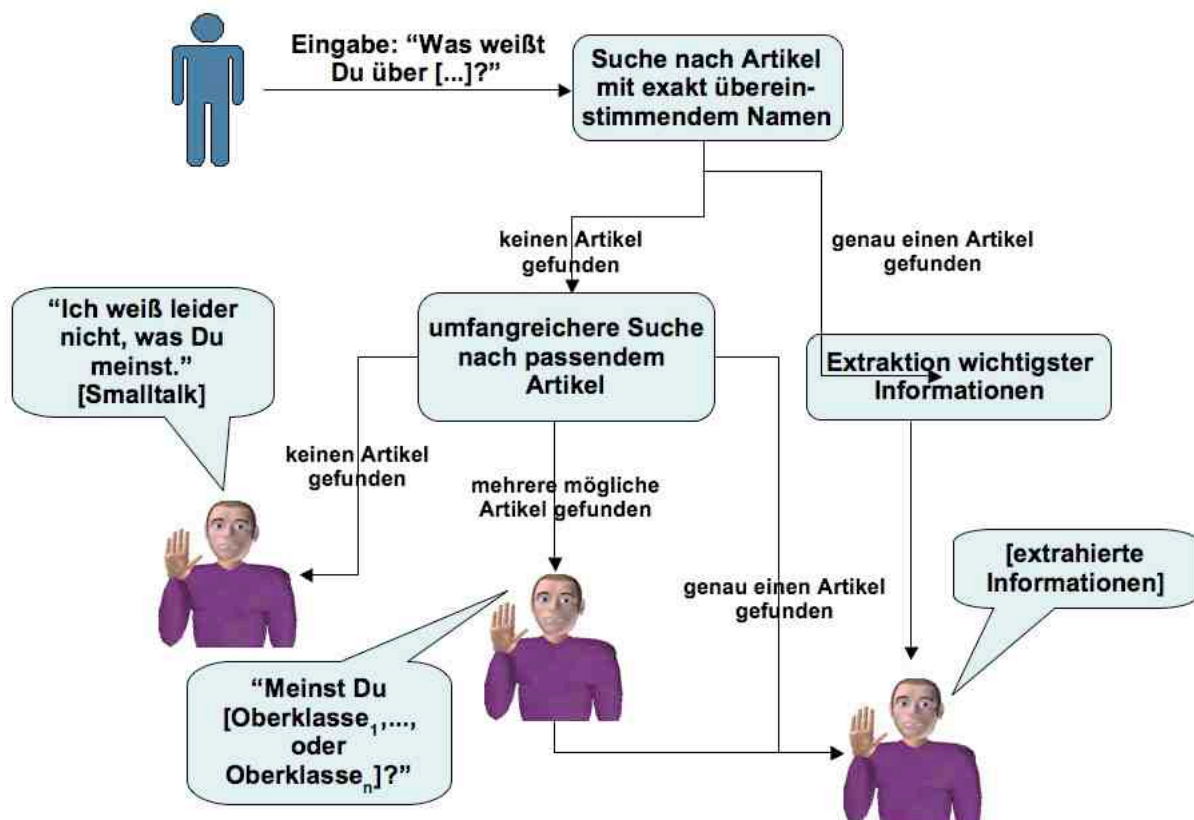 Eingabe: “Was weißt
Du über [...]?”
Suche nach Artikel
mit exakt überein-
stimmendem Namen
keinen Artikel
gefunden
genau einen Artikel
gefunden
“Ich weiß leider
nicht, was Du
meinst.”
[Smalltalk]
umfangreichere Suche
nach passendem
Artikel
Extraktion wichtigster
Informationen
keinen Artikel
gefunden
mehrere mögliche
Artikel gefunden
genau einen Artikel
gefunden
[extrahierte
Informationen]
“Meinst Du
[Oberklasse₁,...,
oder
Oberklasseₙ]?”